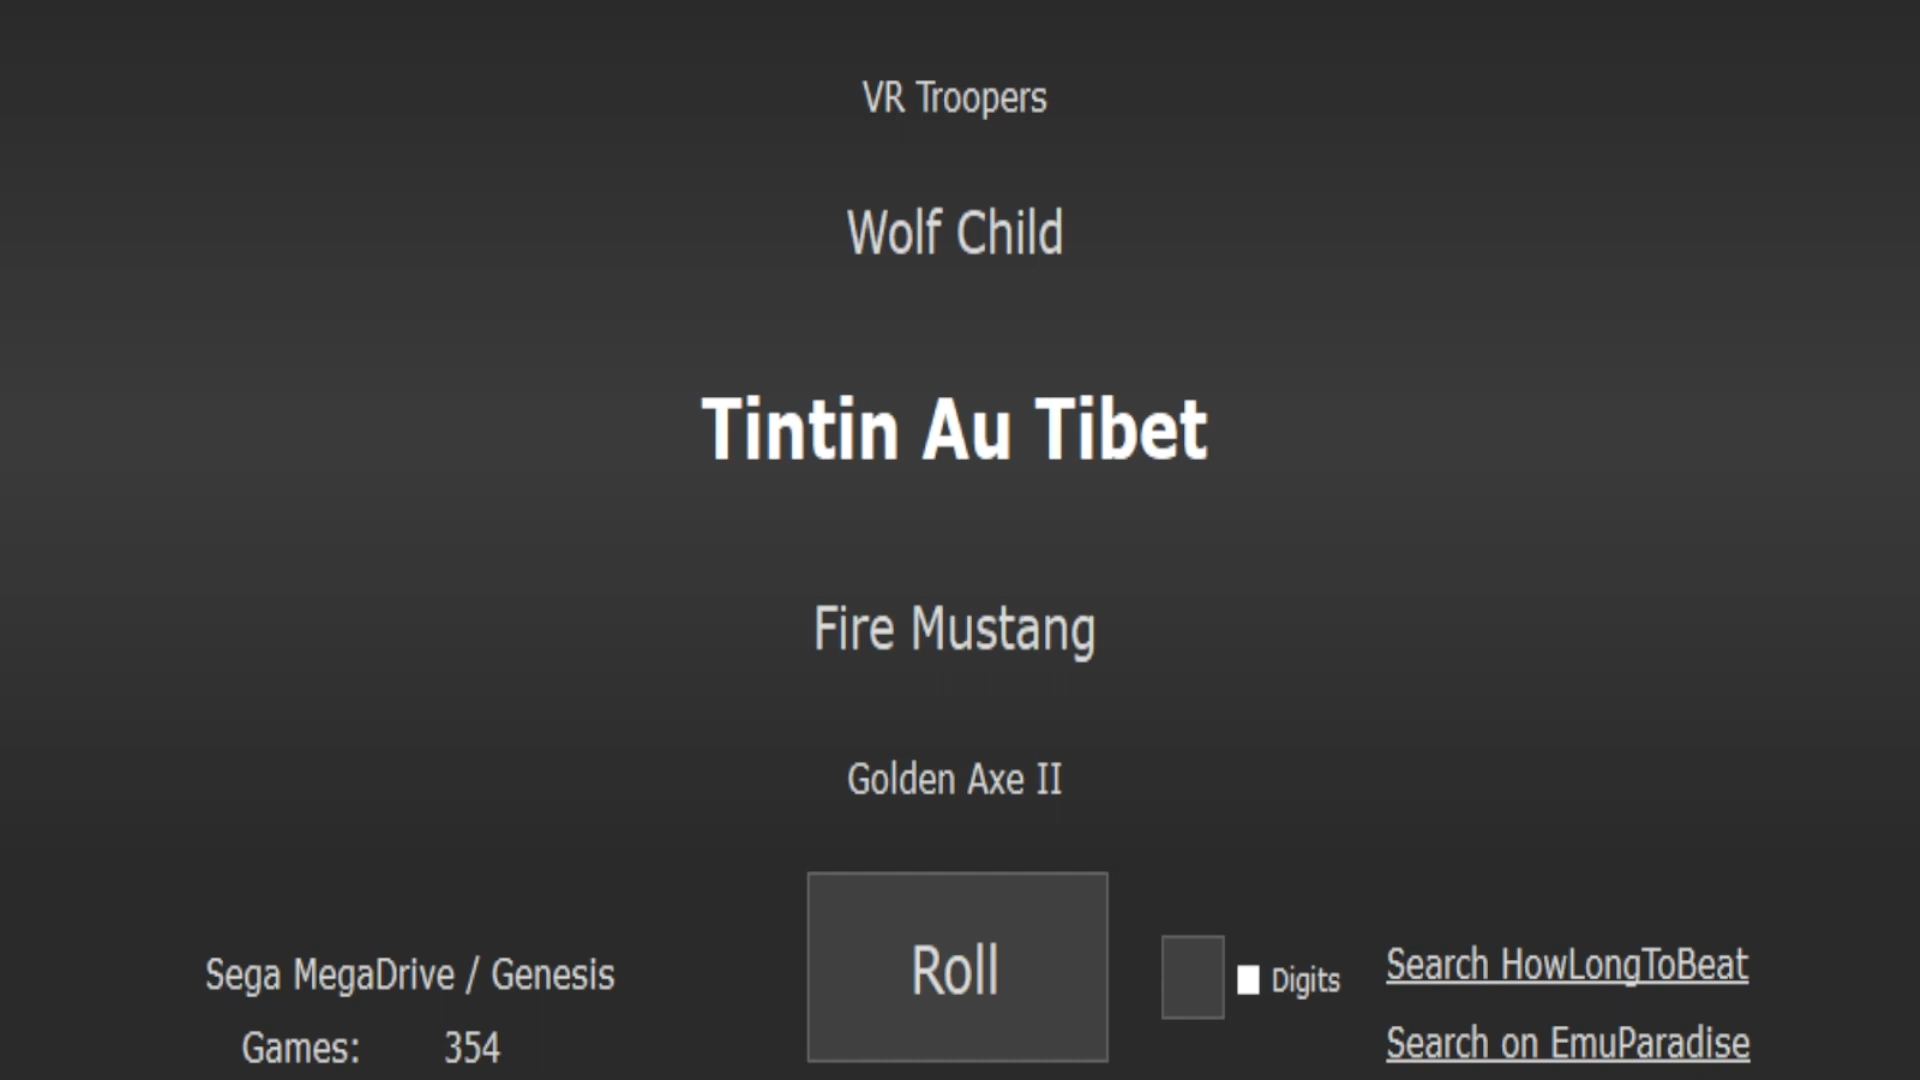 VR Troopers
Wolf Child
Tintin Au Tibet
Fire Mustang
Golden Axe II
Roll
Digits
Search HowLongToBeat
Search on EmuParadise
Sega MegaDrive / Genesis
Games: 354